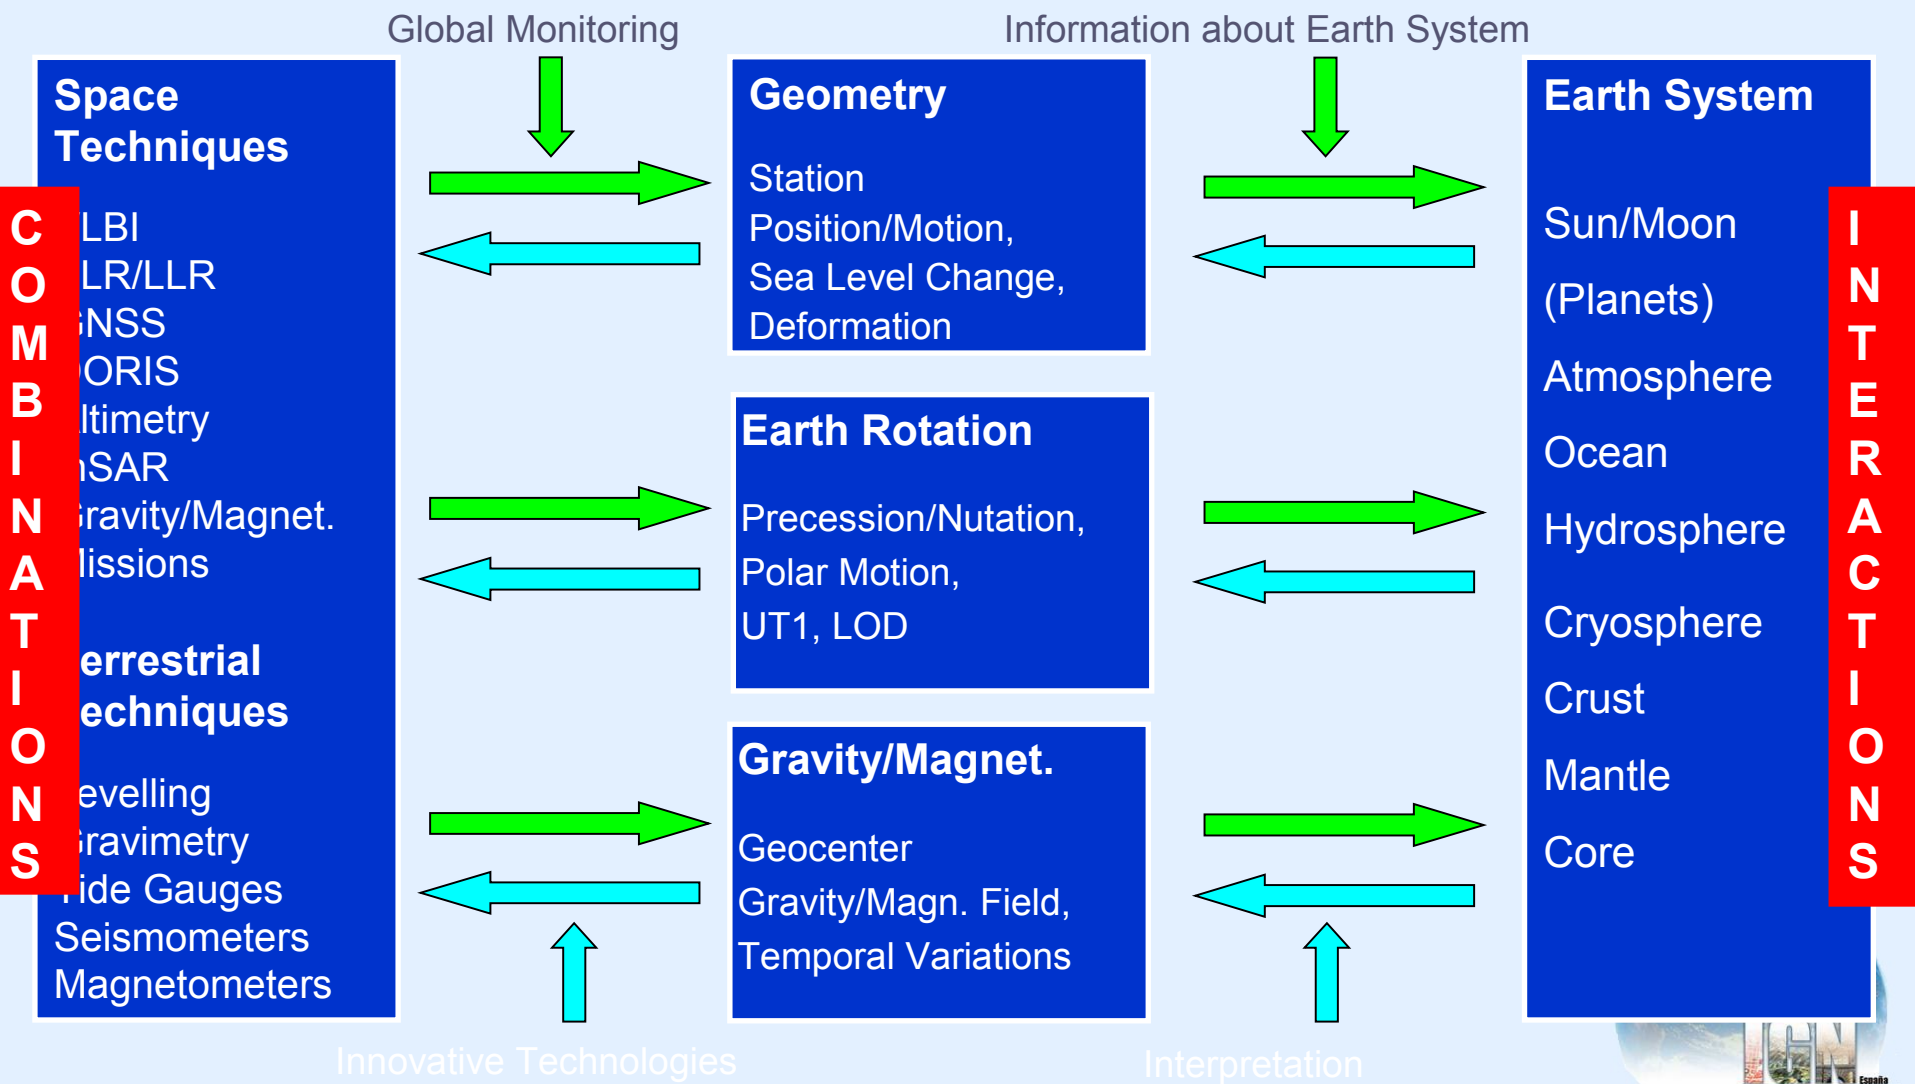 Global Monitoring
Information about Earth System
Space
Techniques
LBI
LR/LLR
NSS
ORIS
ltimetry
SAR
ravity/Magnet.
issions
errestrial
echniques
evelling
ravimetry
ide Gauges
Seismometers
Magnetometers
COMBINATIONS
Geometry
Station
Position/Motion,
Sea Level Change,
Deformation
Earth Rotation
Precession/Nutation,
Polar Motion,
UT1, LOD
Gravity/Magnet.
Geocenter
Gravity/Magn. Field,
Temporal Variations
Earth System
Sun/Moon
(Planets)
Atmosphere
Ocean
Hydrosphere
Cryosphere
Crust
Mantle
Core
INTERACTIONS
Innovative Technologies
Interpretation
España